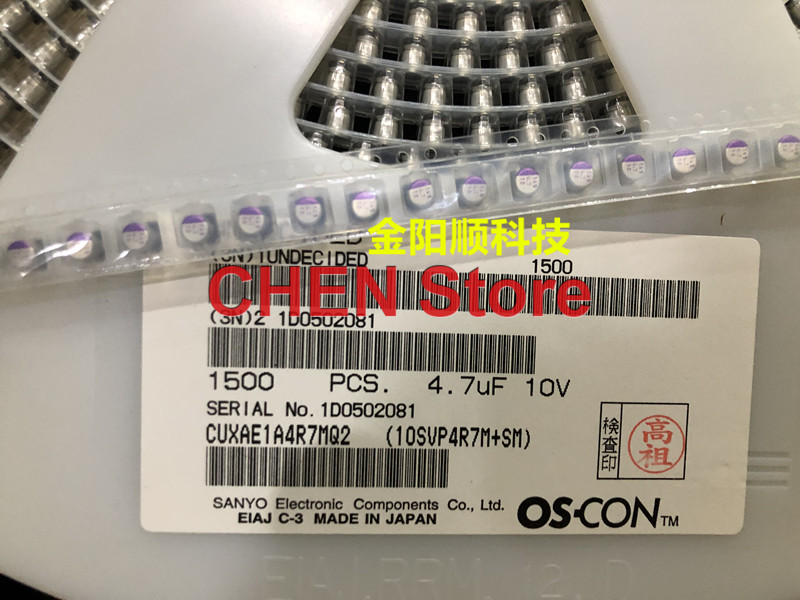 金阳顺科技
(3N)1UNDECIDED 1500
CHEN Store
(3N)2 1D0502081
1500 PCS. 4.7uF 10V
SERIAL No.1D0502081
CUXAE1A4R7MQ2 (10SVP4R7M+SM)
検査印
高祖
SANYO Electronic Components Co., Ltd.
EIAJ C-3 MADE IN JAPAN
OS-CON™